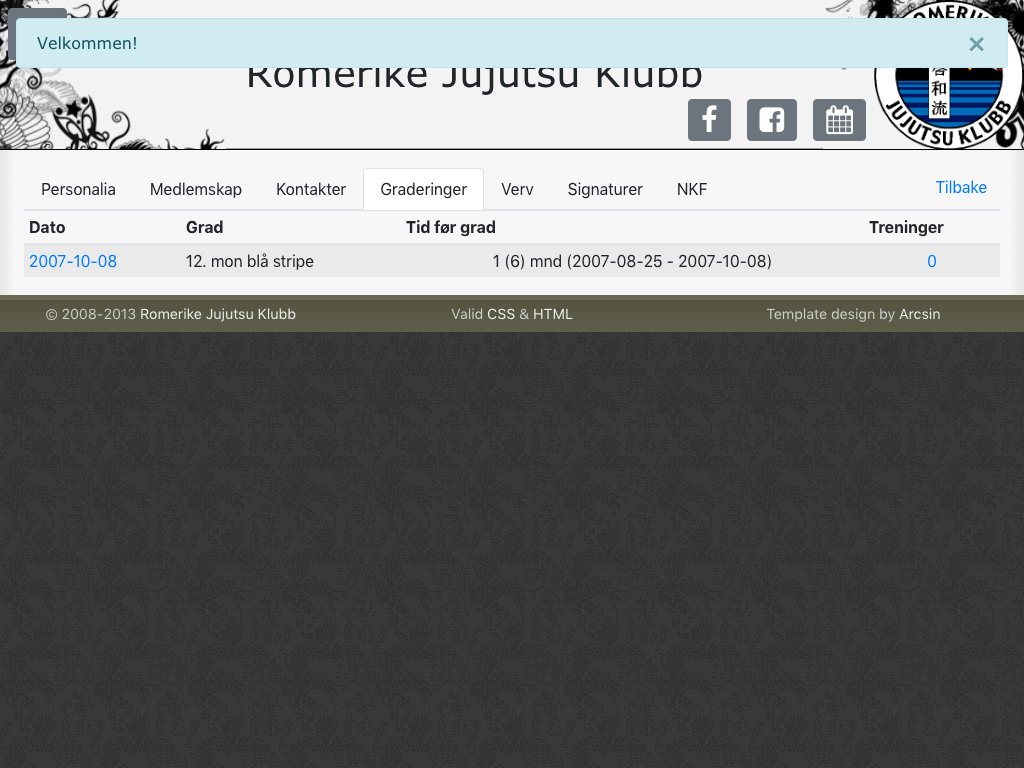 Velkommen!
×
Romerike Jujutsu Klubb
和
流
JUJUTSU KLUBB
Personalia Medlemskap Kontakter Graderinger Verv Signaturer NKF Tilbake
Dato Grad Tid før grad Treninger
2007-10-08 12. mon blå stripe 1 (6) mnd (2007-08-25 - 2007-10-08) 0
© 2008-2013 Romerike Jujutsu Klubb Valid CSS & HTML Template design by Arcsin